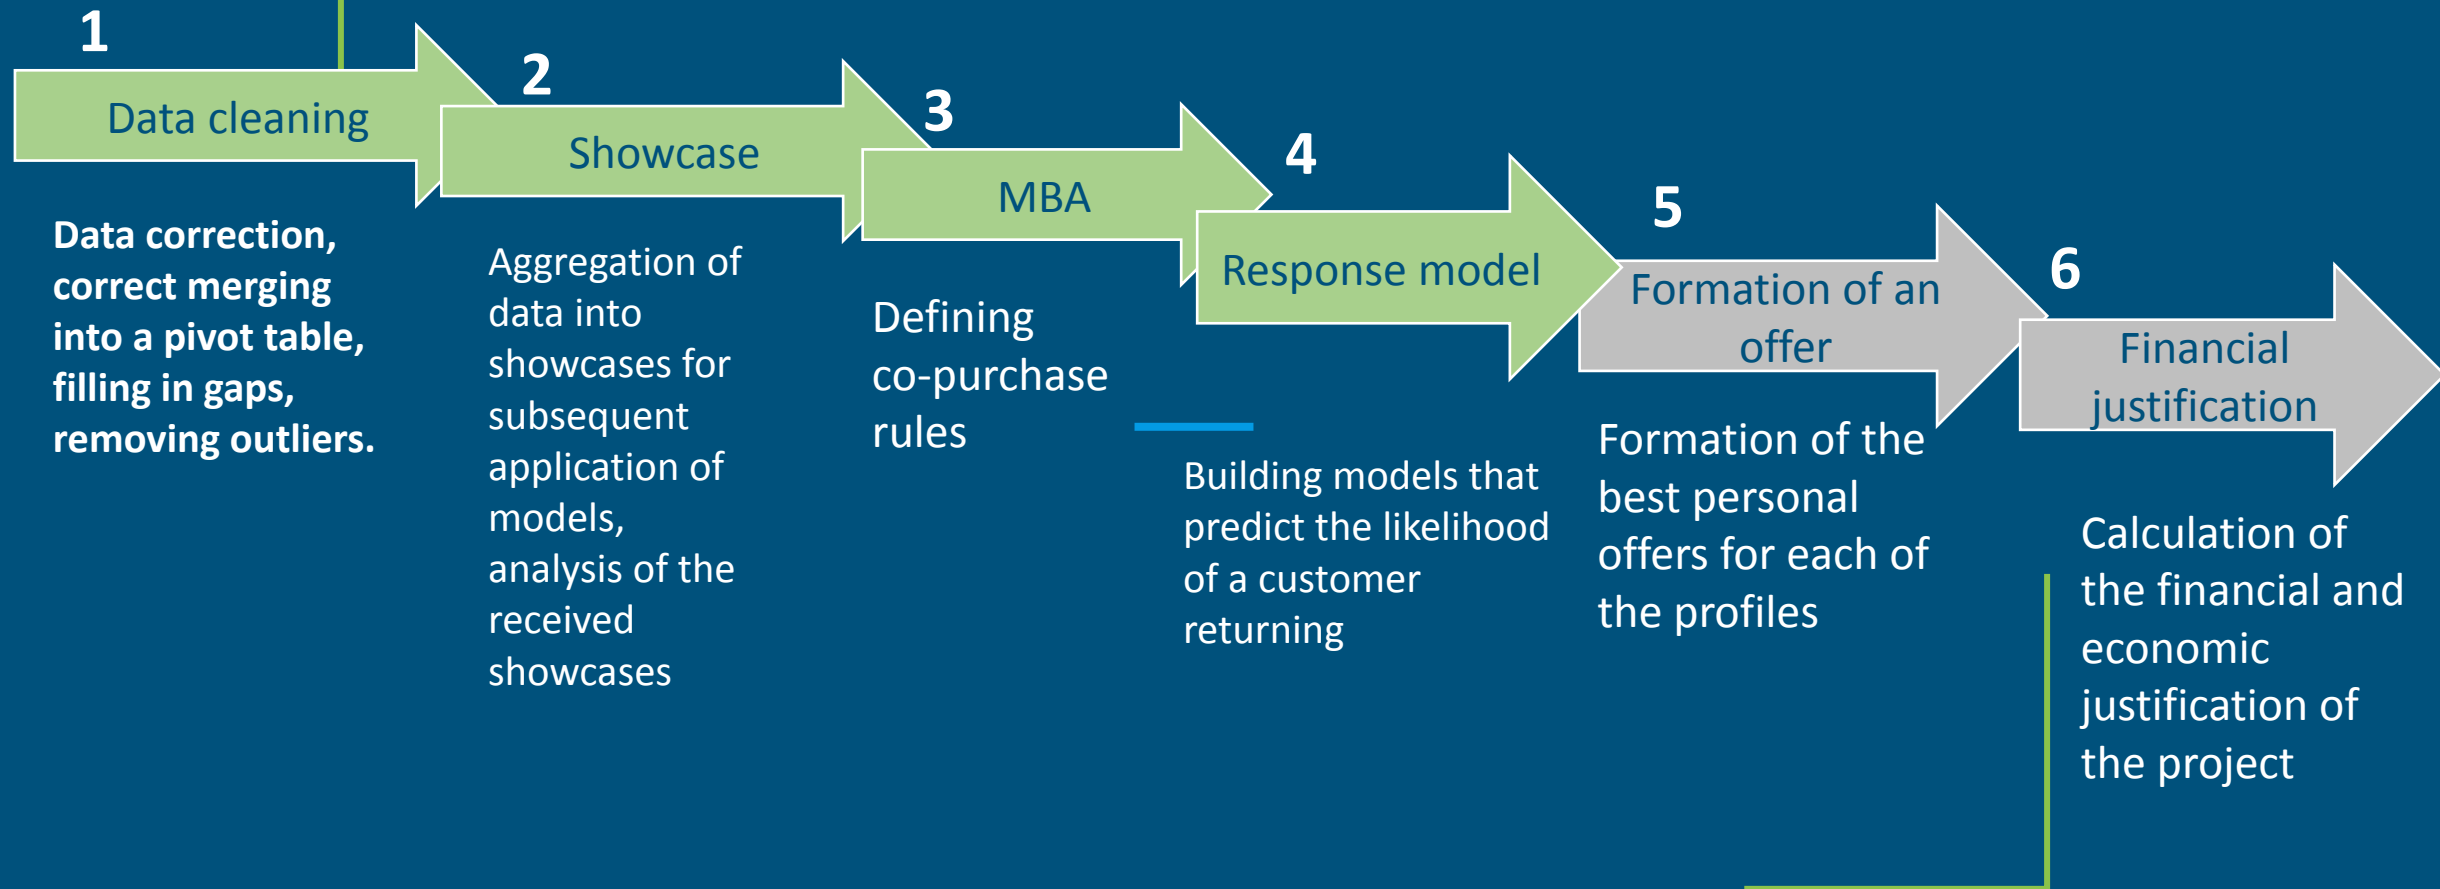 1
Data cleaning
Data correction,
correct merging
into a pivot table,
filling in gaps,
removing outliers.
2
Showcase
Aggregation of
data into
showcases for
subsequent
application of
models,
analysis of the
received
showcases
3
MBA
Defining
co-purchase
rules
4
Response model
Building models that
predict the likelihood
of a customer
returning
5
Formation of an
offer
Formation of the
best personal
offers for each of
the profiles
6
Financial
justification
Calculation of
the financial and
economic
justification of
the project